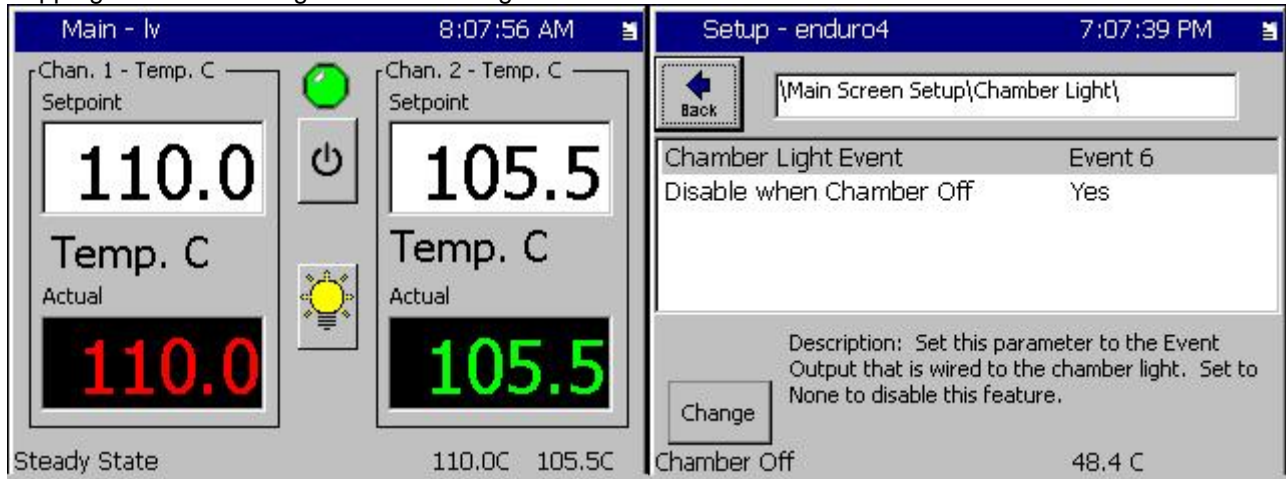 Main - lv 8:07:56 AM
Chan. 1 - Temp. C
Setpoint
110.0
Temp. C
Actual
110.0
Chan. 2 - Temp. C
Setpoint
105.5
Temp. C
Actual
105.5
Steady State 110.0C 105.5C
Setup - enduro4 7:07:39 PM
Back
\Main Screen Setup\Chamber Light\
Chamber Light Event Event 6
Disable when Chamber Off Yes
Description: Set this parameter to the Event
Output that is wired to the chamber light. Set to
None to disable this feature.
Change
Chamber Off 48.4 C